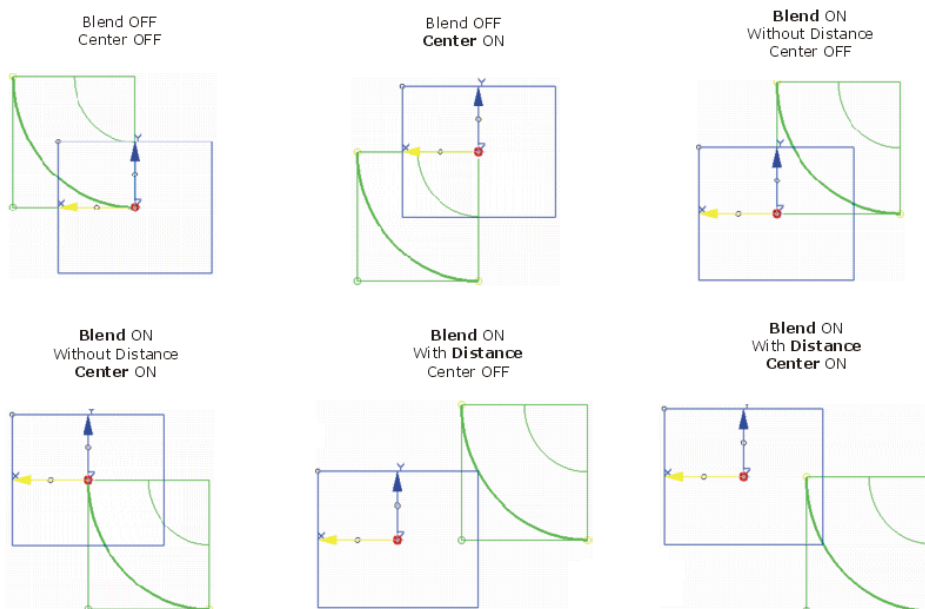 Blend OFF
Center OFF
Blend OFF
Center ON
Blend ON
Without Distance
Center OFF
Y
X
Z
Y
X
Z
Y
X
Z
Blend ON
Without Distance
Center ON
Blend ON
With Distance
Center OFF
Blend ON
With Distance
Center ON
Y
X
Z
Y
X
Z
X
Z